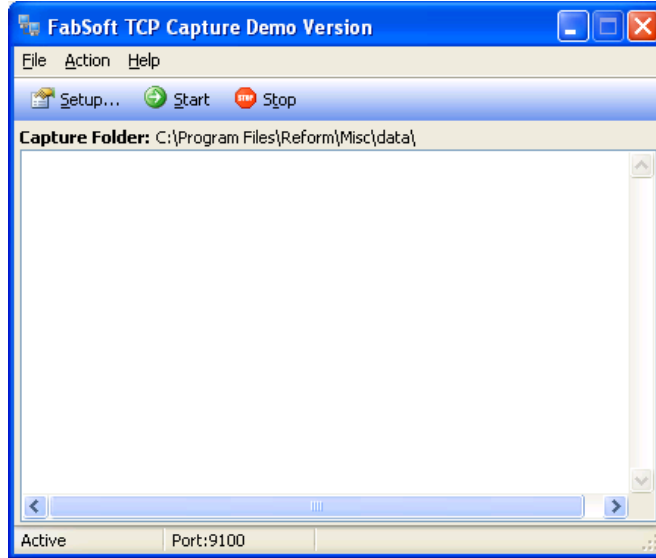 FabSoft TCP Capture Demo Version
File Action Help
Setup... Start STOP Stop
Capture Folder: C:\Program Files\Reform\Misc\data\
Active Port:9100